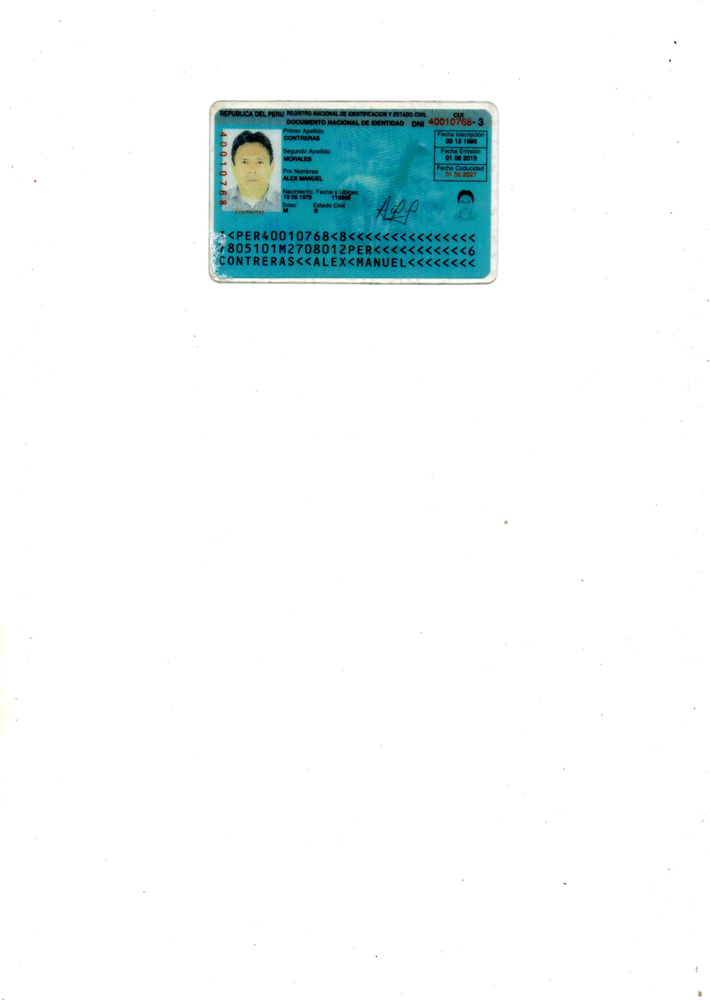 REPUBLICA DEL PERU REGISTRO NACIONAL DE IDENTIFICACION Y ESTADO CIVIL CUI
DOCUMENTO NACIONAL DE IDENTIDAD DNI 40010768-3
40010768
Primer Apellido
CONTRERAS
Segundo Apellido
MORALES
Pre Nombres
ALEX MANUEL
Nacimiento: Fecha y Ubigeo
10 05 1978 110305
Sexo Estado Civil
M S
CONTRERAS
Fecha Inscripción
03 12 1996
Fecha Emisión
01 08 2019
Fecha Caducidad
01 08 2027
I<PER40010768<8<<<<<<<<<<<<<<<
7805101M2708012PER<<<<<<<<<<<6
CONTRERAS<<ALEX<MANUEL<<<<<<<<